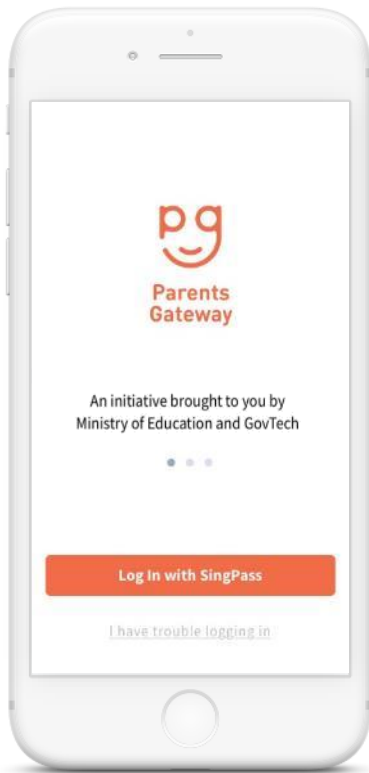 pg
Parents
Gateway
An initiative brought to you by
Ministry of Education and GovTech
Log In with SingPass
I have trouble logging in